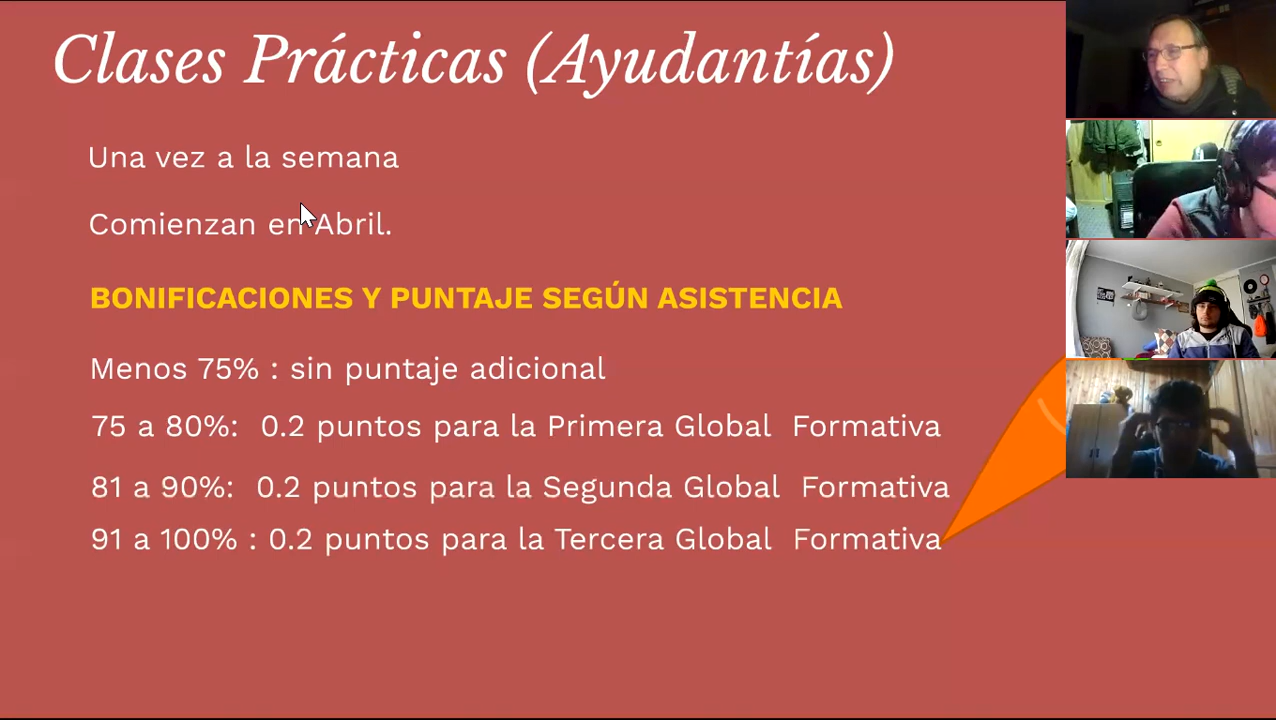 Clases Prácticas (Ayudantías)
Una vez a la semana
Comienzan en Abril.
BONIFICACIONES Y PUNTAJE SEGÚN ASISTENCIA
Menos 75% : sin puntaje adicional
75 a 80%: 0.2 puntos para la Primera Global Formativa
81 a 90%: 0.2 puntos para la Segunda Global Formativa
91 a 100% : 0.2 puntos para la Tercera Global Formativa